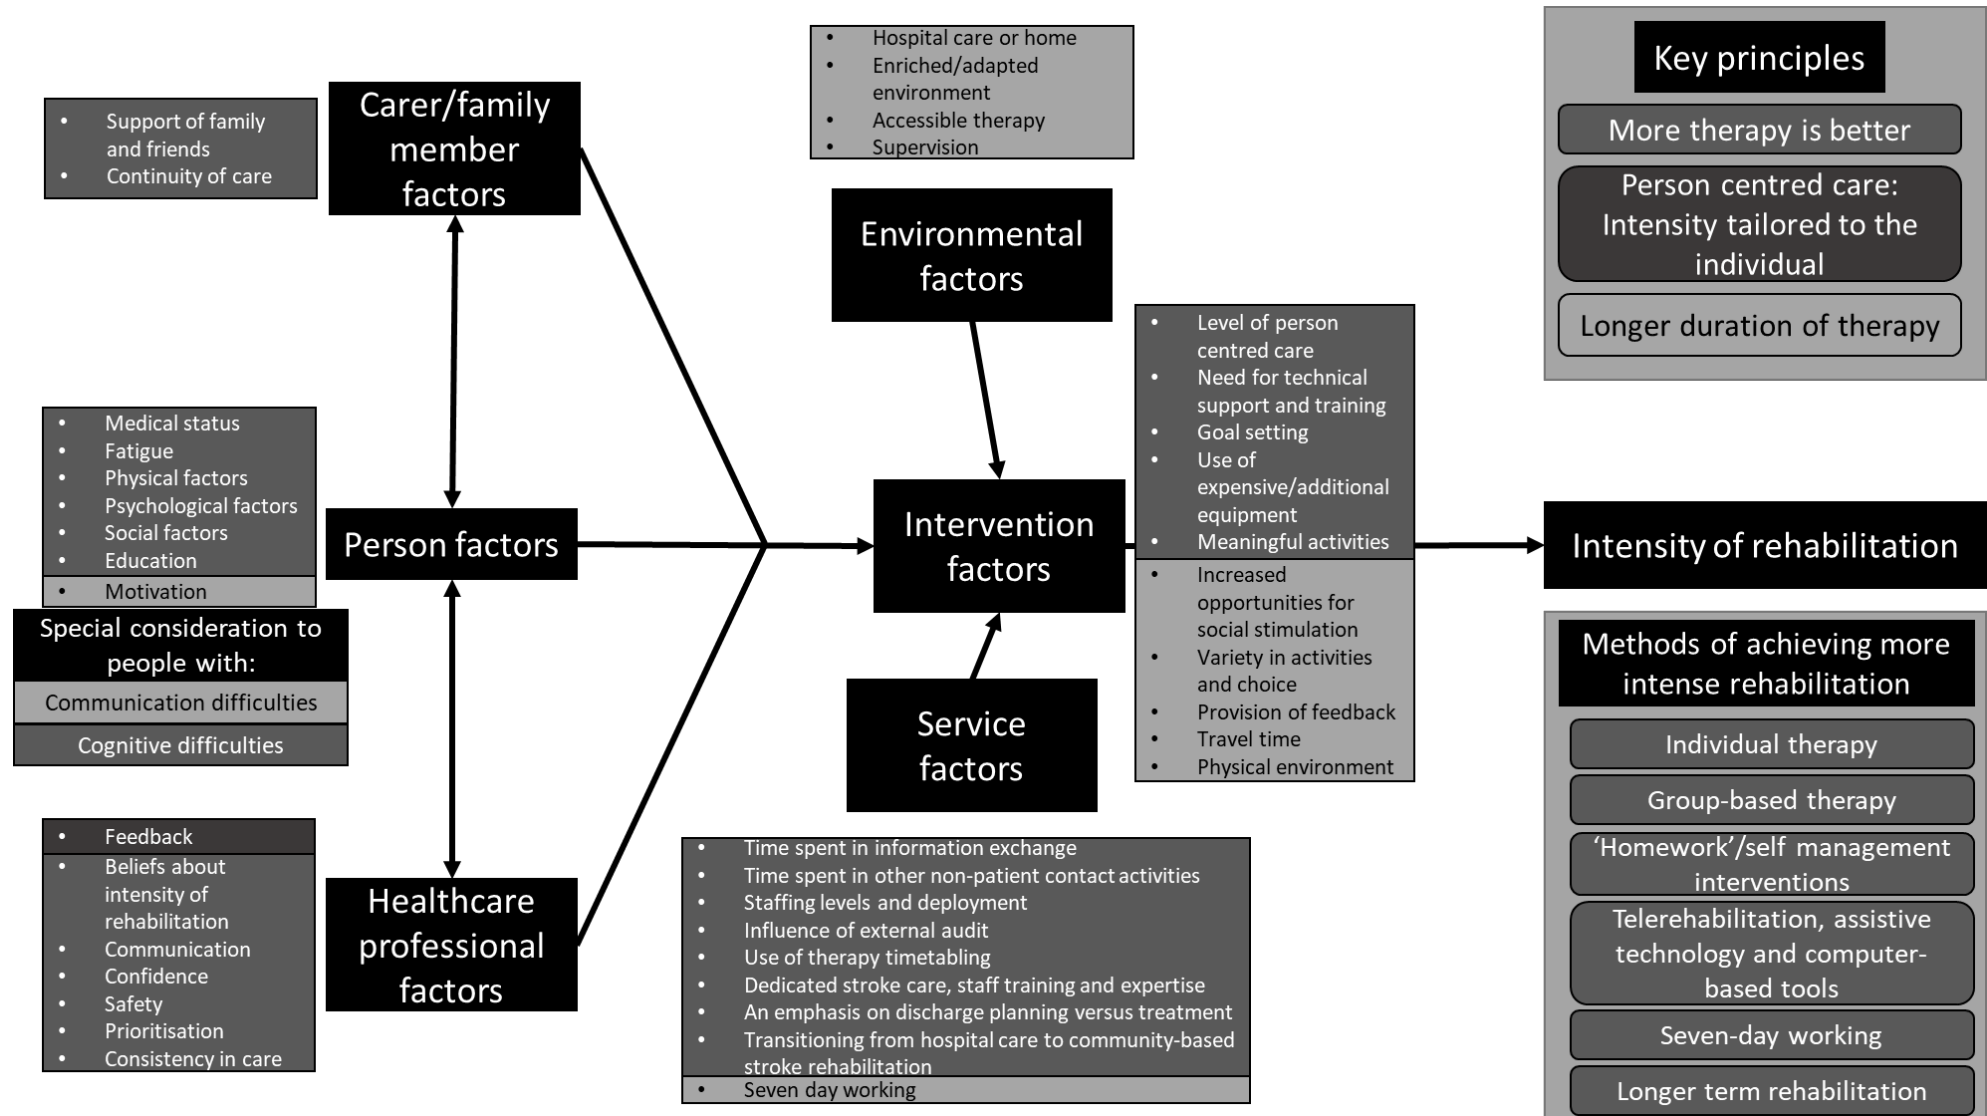 • Support of family
and friends
• Continuity of care
Carer/family
member
factors
• Hospital care or home
• Enriched/adapted
environment
• Accessible therapy
• Supervision
Environmental
factors
• Medical status
• Fatigue
• Physical factors
• Psychological factors
• Social factors
• Education
• Motivation
Person factors
Special consideration to
people with:
Communication difficulties
Cognitive difficulties
• Feedback
• Beliefs about
intensity of
rehabilitation
• Communication
• Confidence
• Safety
• Prioritisation
• Consistency in care
Healthcare
professional
factors
Intervention
factors
• Level of person
centred care
• Need for technical
support and training
• Goal setting
• Use of
expensive/additional
equipment
• Meaningful activities
• Increased
opportunities for
social stimulation
• Variety in activities
and choice
• Provision of feedback
• Travel time
• Physical environment
Service
factors
• Time spent in information exchange
• Time spent in other non-patient contact activities
• Staffing levels and deployment
• Influence of external audit
• Use of therapy timetabling
• Dedicated stroke care, staff training and expertise
• An emphasis on discharge planning versus treatment
• Transitioning from hospital care to community-based
stroke rehabilitation
• Seven day working
Key principles
More therapy is better
Person centred care:
Intensity tailored to the
individual
Longer duration of therapy
Intensity of rehabilitation
Methods of achieving more
intense rehabilitation
Individual therapy
Group-based therapy
‘Homework’/self management
interventions
Telerehabilitation, assistive
technology and computer-
based tools
Seven-day working
Longer term rehabilitation